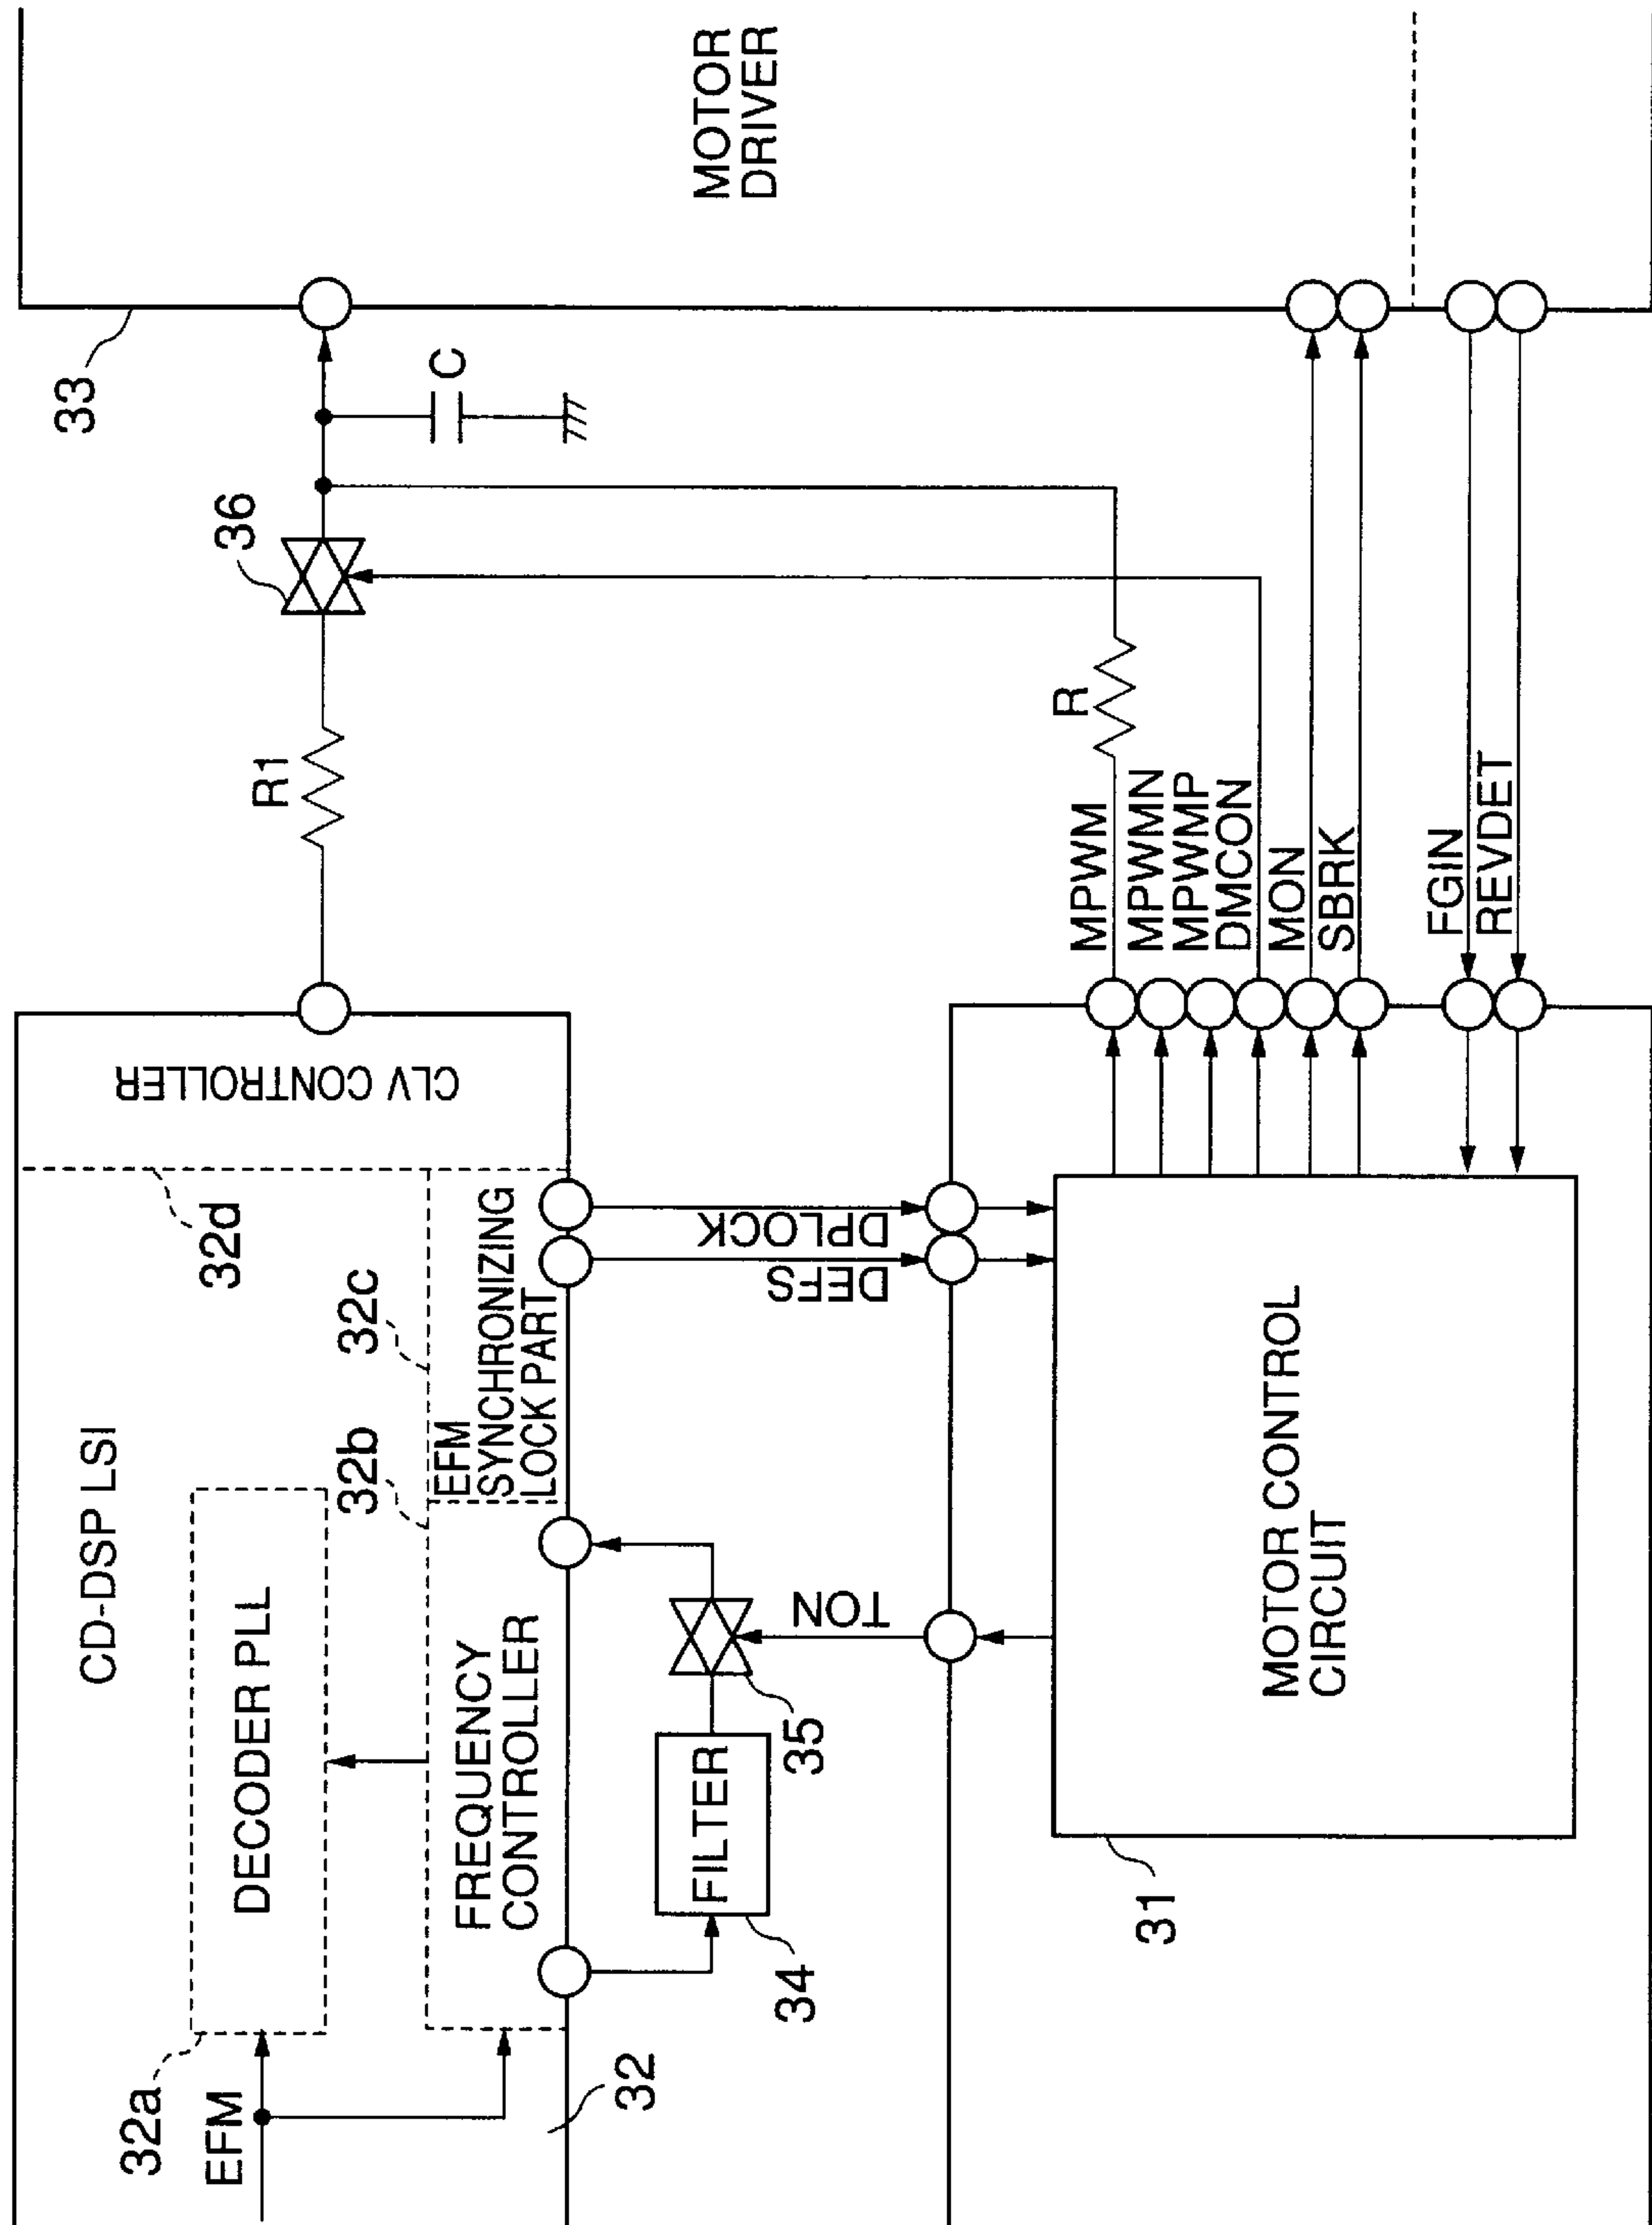 MOTOR
DRIVER
33
C
36
R1
R
MPWM
MPWMN
MPWMP
DMCON
MON
SBRK
FGIN
REVDET
CLV CONTROLLER
32d
32c
32b
CD-DSP LSI
DECODER PLL
EFM
SYNCHRONIZING
LOCK PART
FREQUENCY
CONTROLLER
32a
EFM
32
DPLOCK
DEFS
TON
35
FILTER
34
MOTOR CONTROL
CIRCUIT
31